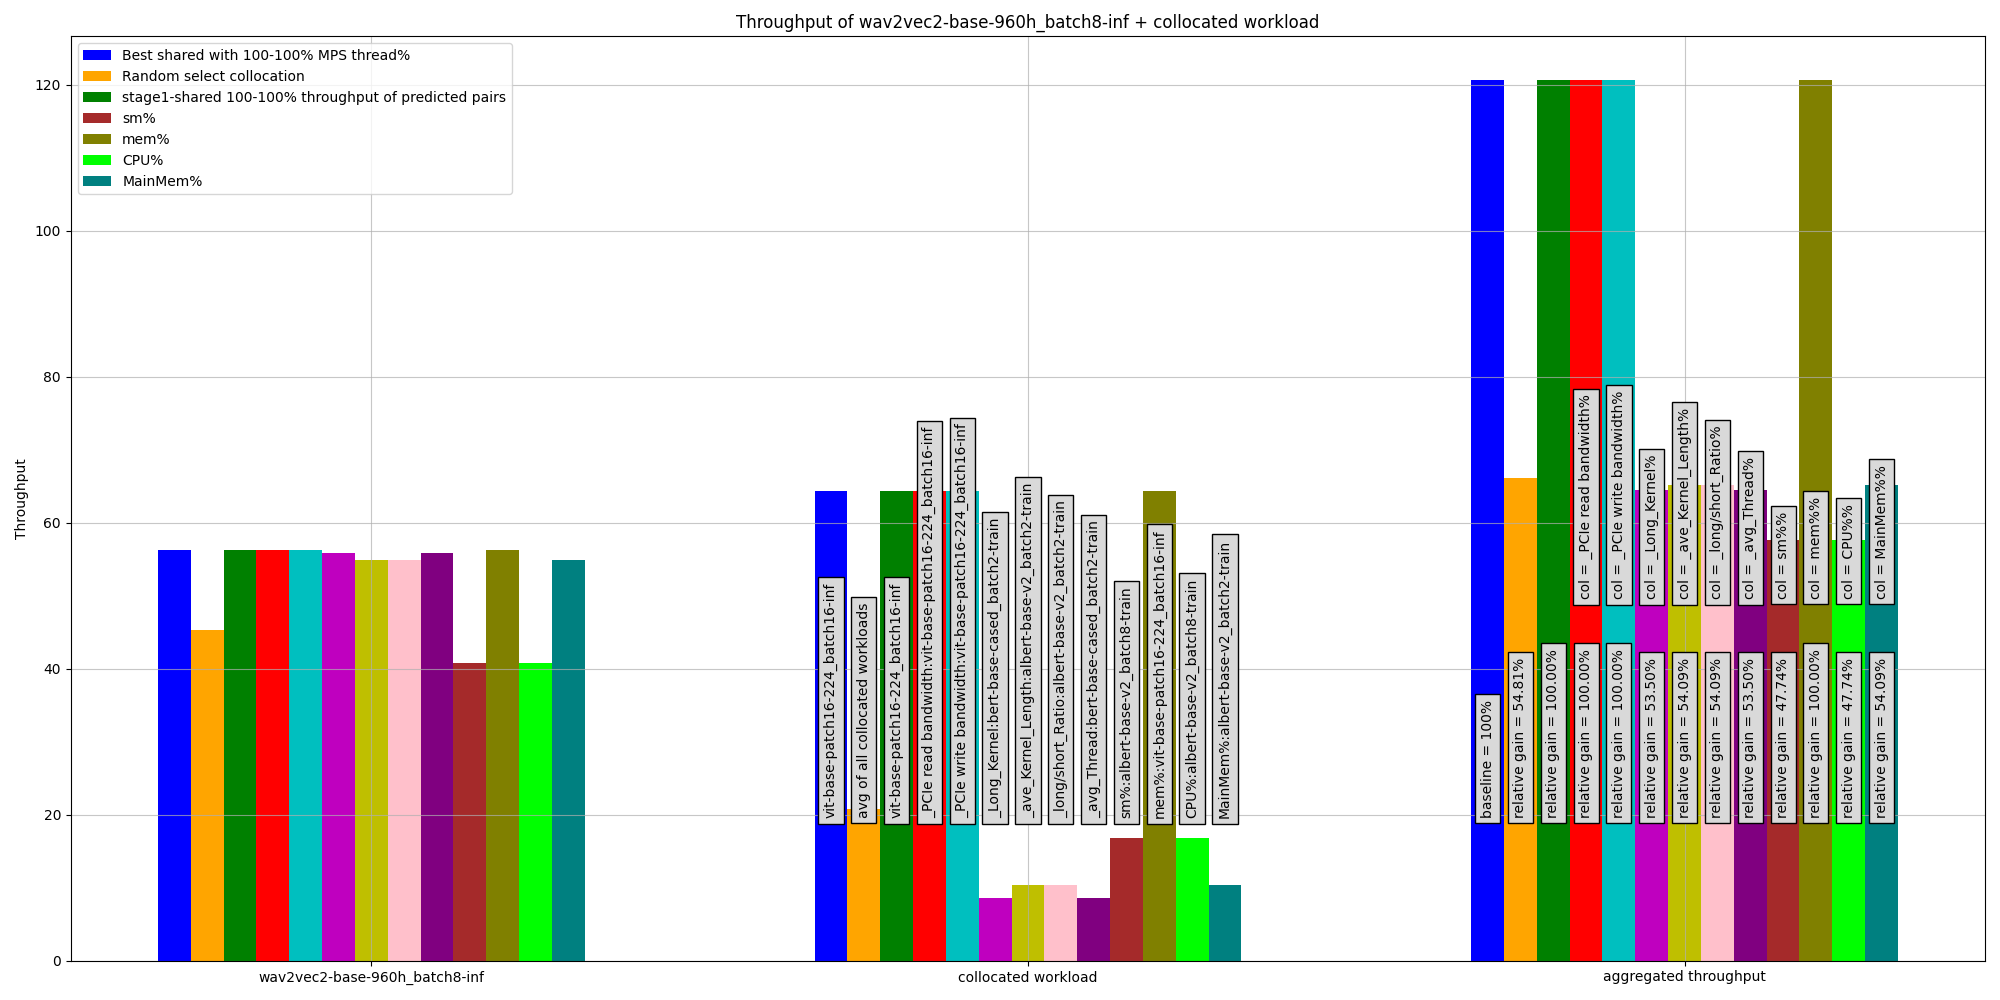 Throughput of wav2vec2-base-960h_batch8-inf + collocated workload
Best shared with 100-100% MPS thread%
Random select collocation
stage1-shared 100-100% throughput of predicted pairs
sm%
mem%
CPU%
MainMem%
Throughput
120
100
80
60
40
20
0
vit-base-patch16-224_batch16-inf
avg of all collocated workloads
vit-base-patch16-224_batch16-inf
_PCIe read bandwidth:vit-base-patch16-224_batch16-inf
_PCIe write bandwidth:vit-base-patch16-224_batch16-inf
_Long_Kernel:bert-base-cased_batch2-train
_ave_Kernel_Length:albert-base-v2_batch2-train
_long/short_Ratio:albert-base-v2_batch2-train
_avg_Thread:bert-base-cased_batch2-train
sm%:albert-base-v2_batch8-train
mem%:vit-base-patch16-224_batch16-inf
CPU%:albert-base-v2_batch8-train
MainMem%:albert-base-v2_batch2-train
col = _PCIe read bandwidth%
col = _PCIe write bandwidth%
col = _Long_Kernel%
col = _ave_Kernel_Length%
col = _long/short_Ratio%
col = _avg_Thread%
col = sm%%
col = mem%%
col = CPU%%
col = MainMem%%
baseline = 100%
relative gain = 54.81%
relative gain = 100.00%
relative gain = 100.00%
relative gain = 100.00%
relative gain = 53.50%
relative gain = 54.09%
relative gain = 54.09%
relative gain = 53.50%
relative gain = 47.74%
relative gain = 100.00%
relative gain = 47.74%
relative gain = 54.09%
wav2vec2-base-960h_batch8-inf
collocated workload
aggregated throughput